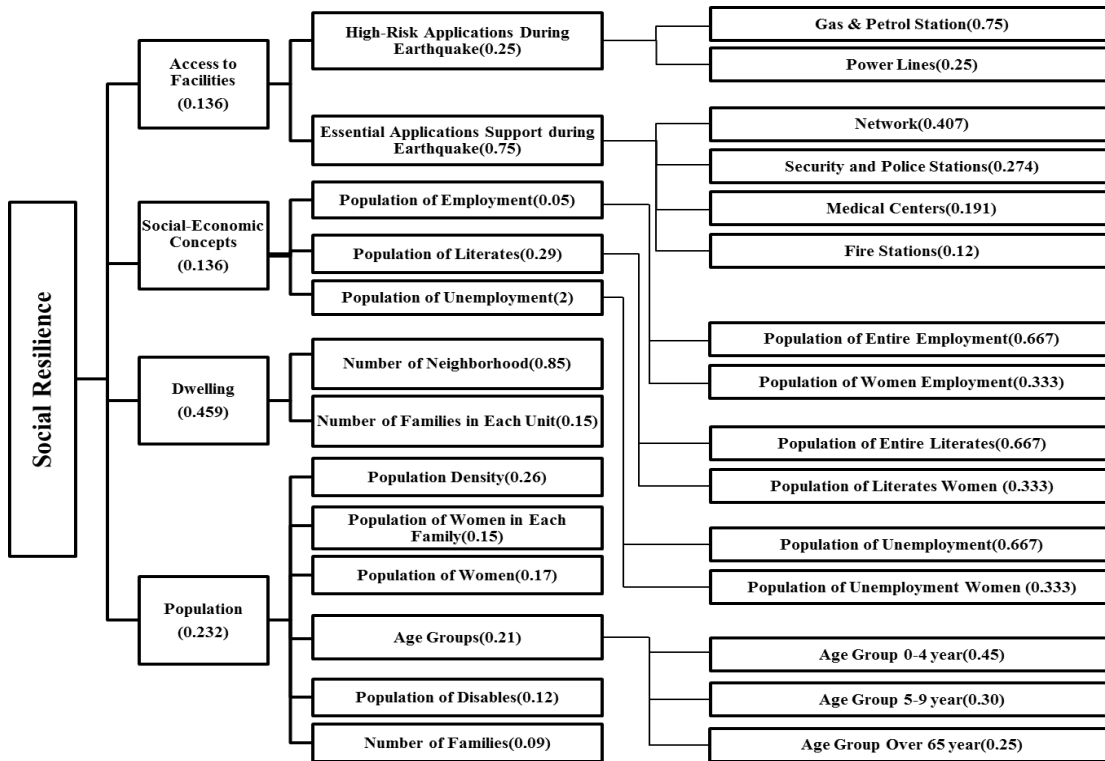 Social Resilience
Access to
Facilities
(0.136)
Social-Economic
Concepts
(0.136)
Dwelling
(0.459)
Population
(0.232)
High-Risk Applications During
Earthquake(0.25)
Essential Applications Support during
Earthquake(0.75)
Population of Employment(0.05)
Population of Literates(0.29)
Population of Unemployment(2)
Number of Neighborhood(0.85)
Number of Families in Each Unit(0.15)
Population Density(0.26)
Population of Women in Each
Family(0.15)
Population of Women(0.17)
Age Groups(0.21)
Population of Disables(0.12)
Number of Families(0.09)
Gas & Petrol Station(0.75)
Power Lines(0.25)
Network(0.407)
Security and Police Stations(0.274)
Medical Centers(0.191)
Fire Stations(0.12)
Population of Entire Employment(0.667)
Population of Women Employment(0.333)
Population of Entire Literates(0.667)
Population of Literates Women (0.333)
Population of Unemployment(0.667)
Population of Unemployment Women (0.333)
Age Group 0-4 year(0.45)
Age Group 5-9 year(0.30)
Age Group Over 65 year(0.25)